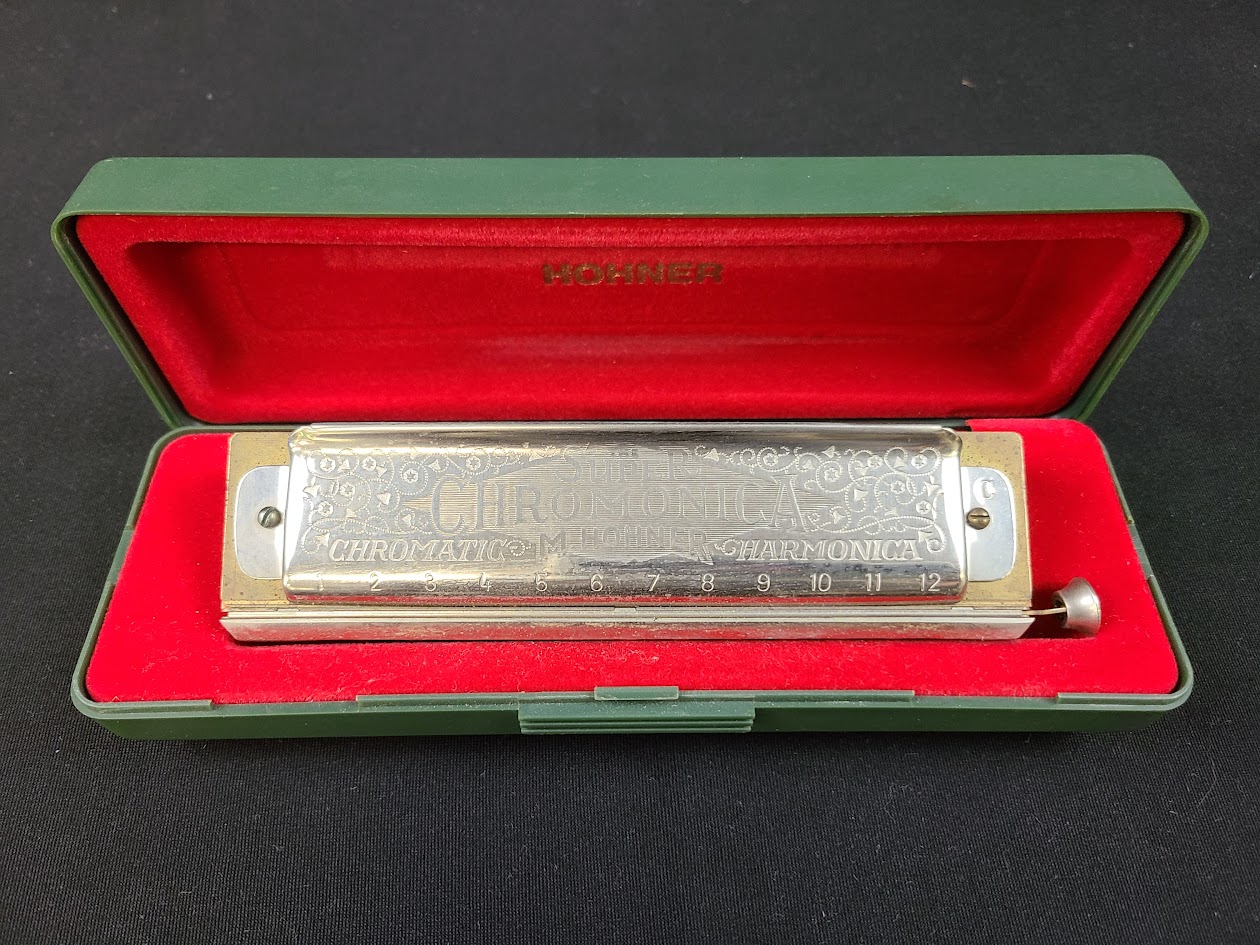 HOHNER
SUPER
CHROMONICA
C
CHROMATIC M. HOHNER HARMONICA
1 2 3 4 5 6 7 8 9 10 11 12